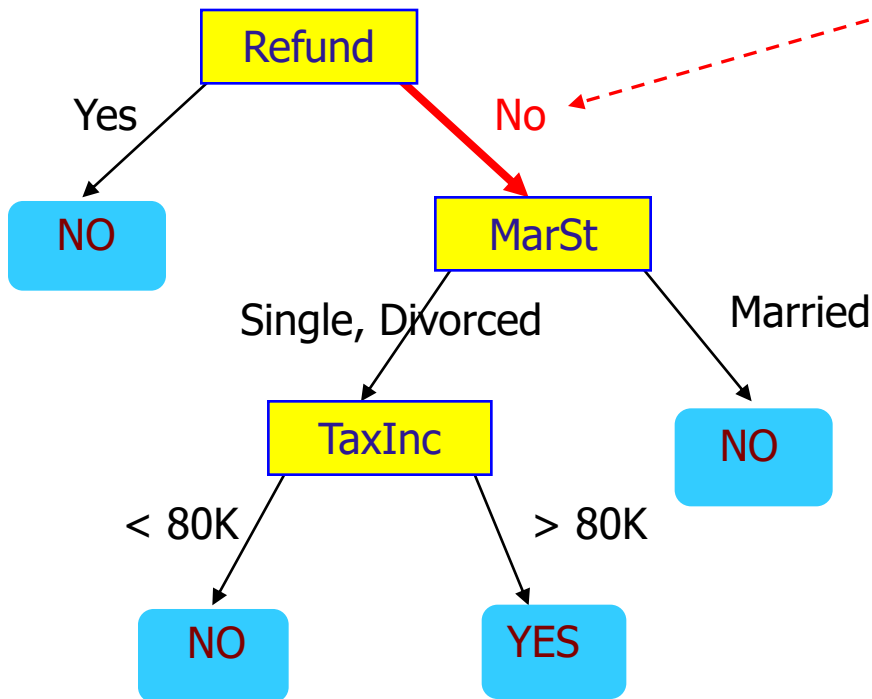 Refund
Yes
No
NO
MarSt
Single, Divorced
Married
TaxInc
NO
< 80K
> 80K
NO
YES